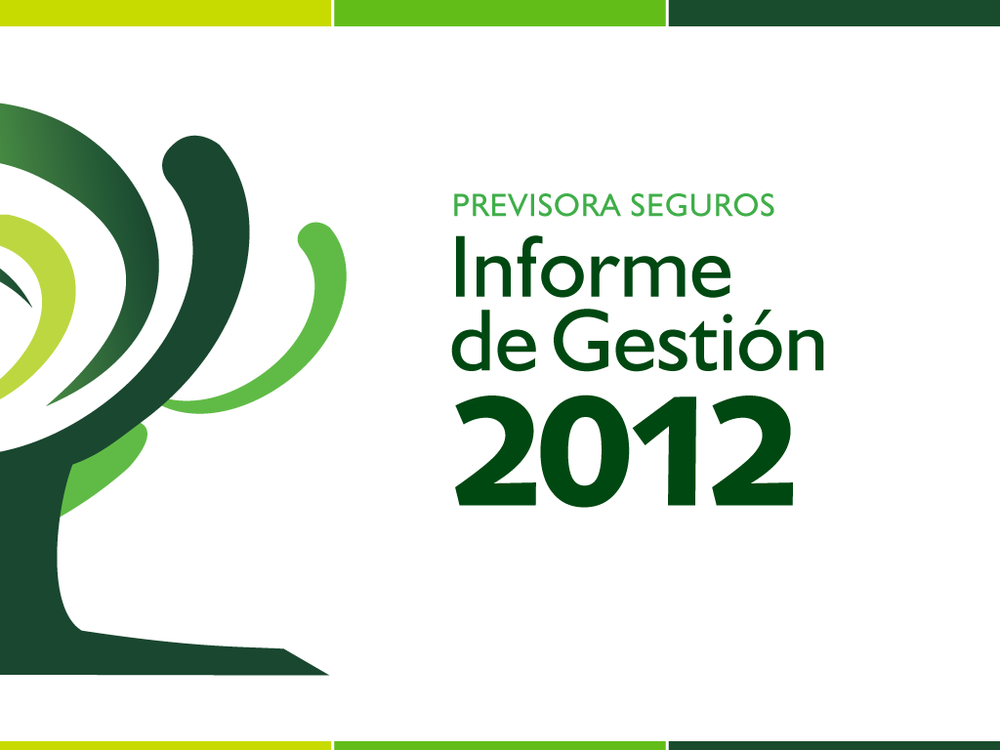 PREVISORA SEGUROS
Informe
de Gestión
2012